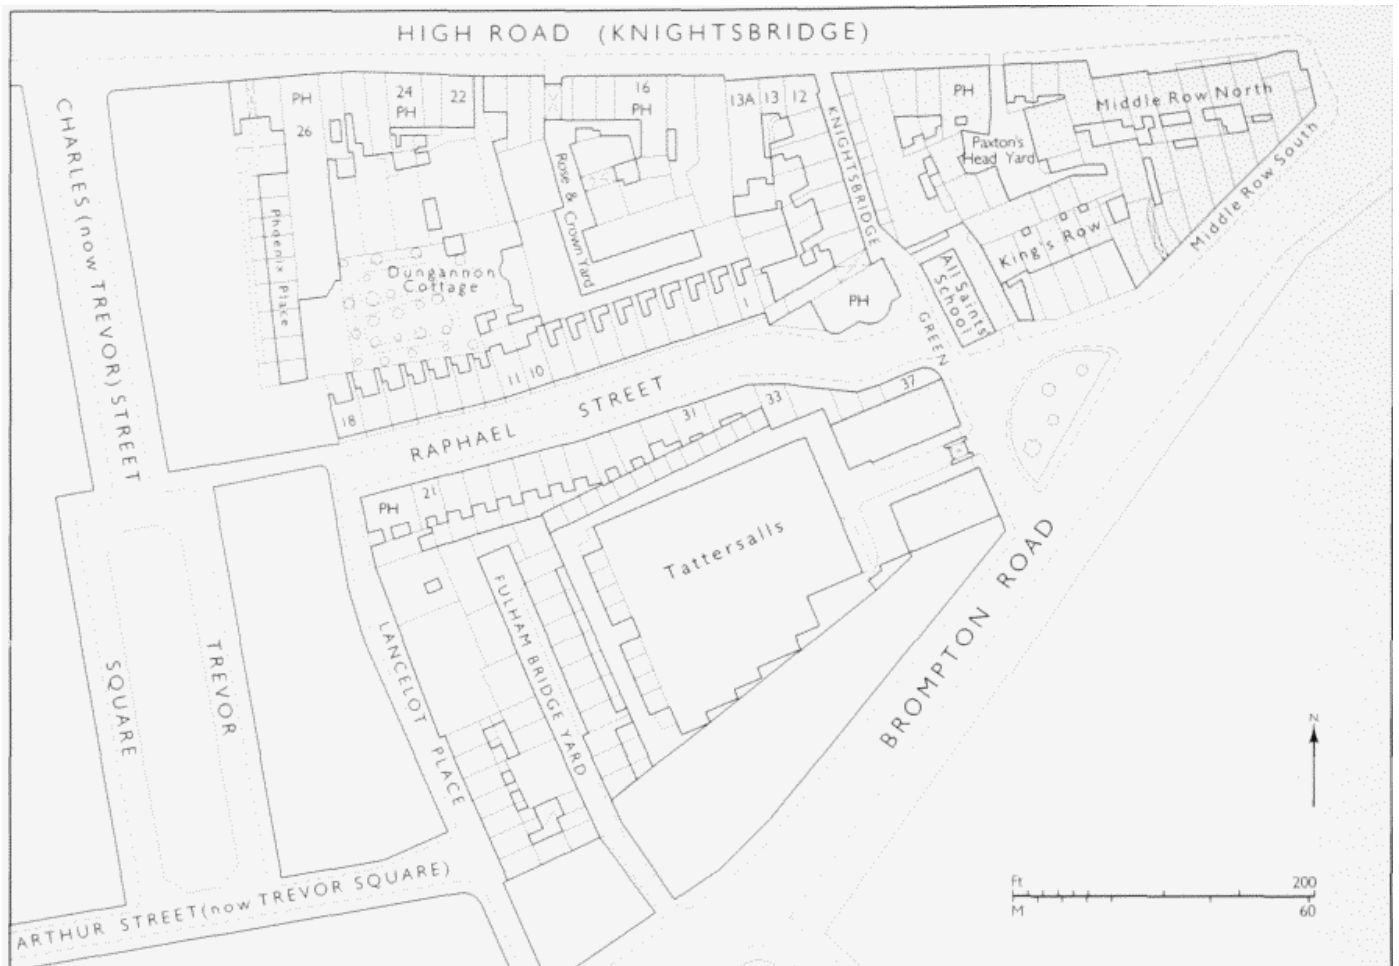 HIGH ROAD (KNIGHTSBRIDGE)
CHARLES (now TREVOR) STREET
PH
26
24
PH
22
16
PH
13A
13
12
KNIGHTSBRIDGE
GREEN
PH
Paxton's
Head Yard
Middle Row North
Middle Row South
King's Row
All Saints
School
PH
Rose & Crown Yard
Phoenix Place
Dungannon
Cottage
1
10
11
18
RAPHAEL STREET
PH
21
31
33
37
Tattersalls
FULHAM BRIDGE YARD
LANCELOT PLACE
TREVOR
SQUARE
BROMPTON ROAD
ARTHUR STREET (now TREVOR SQUARE)
N
Ft
200
M
60